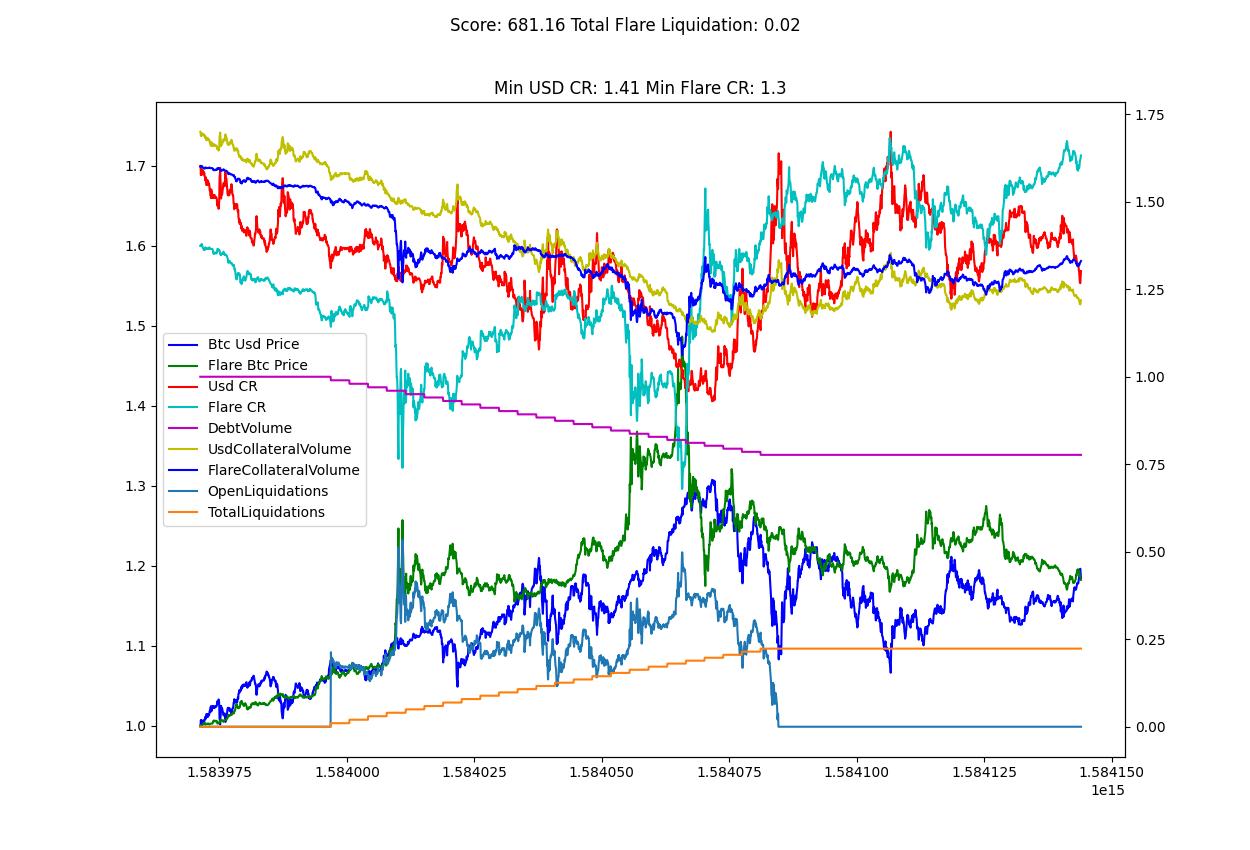 Score: 681.16 Total Flare Liquidation: 0.02
Min USD CR: 1.41 Min Flare CR: 1.3
1.7
1.6
1.5
1.4
1.3
1.2
1.1
1.0
Btc Usd Price
Flare Btc Price
Usd CR
Flare CR
DebtVolume
UsdCollateralVolume
FlareCollateralVolume
OpenLiquidations
TotalLiquidations
1.75
1.50
1.25
1.00
0.75
0.50
0.25
0.00
1.583975 1.584000 1.584025 1.584050 1.584075 1.584100 1.584125 1.584150
1e15